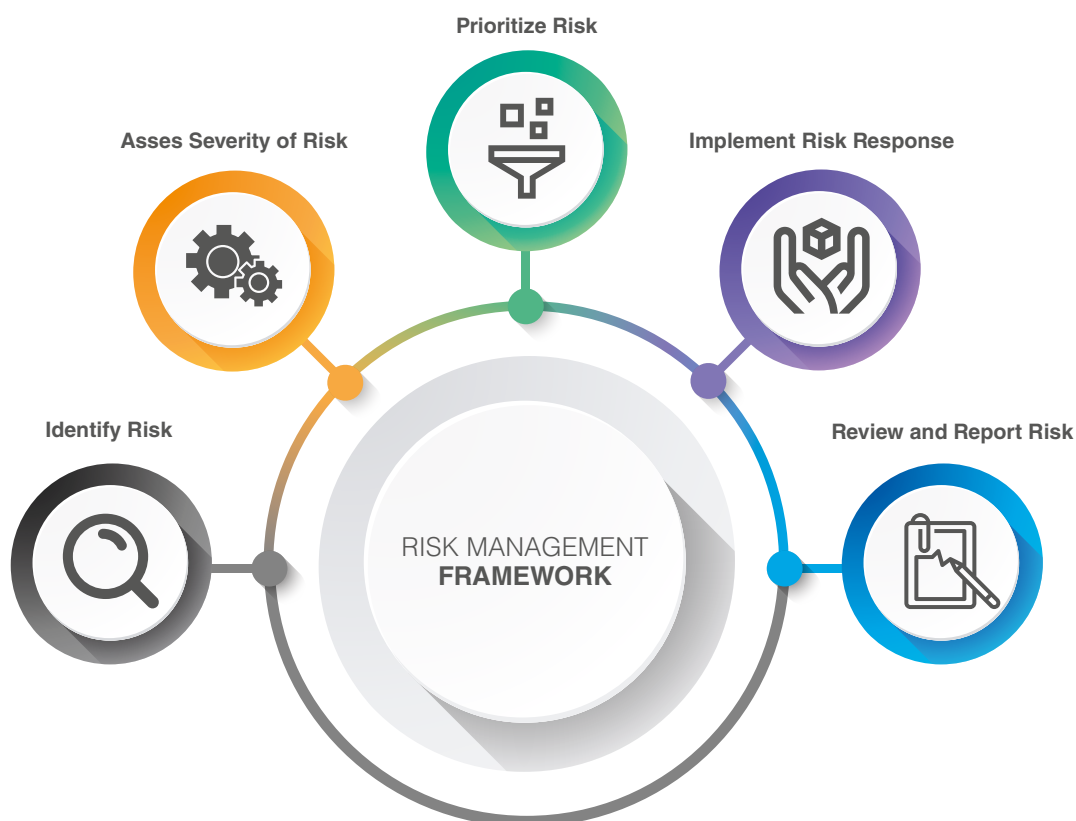 Prioritize Risk
Asses Severity of Risk
Implement Risk Response
Identify Risk
Review and Report Risk
RISK MANAGEMENT
FRAMEWORK